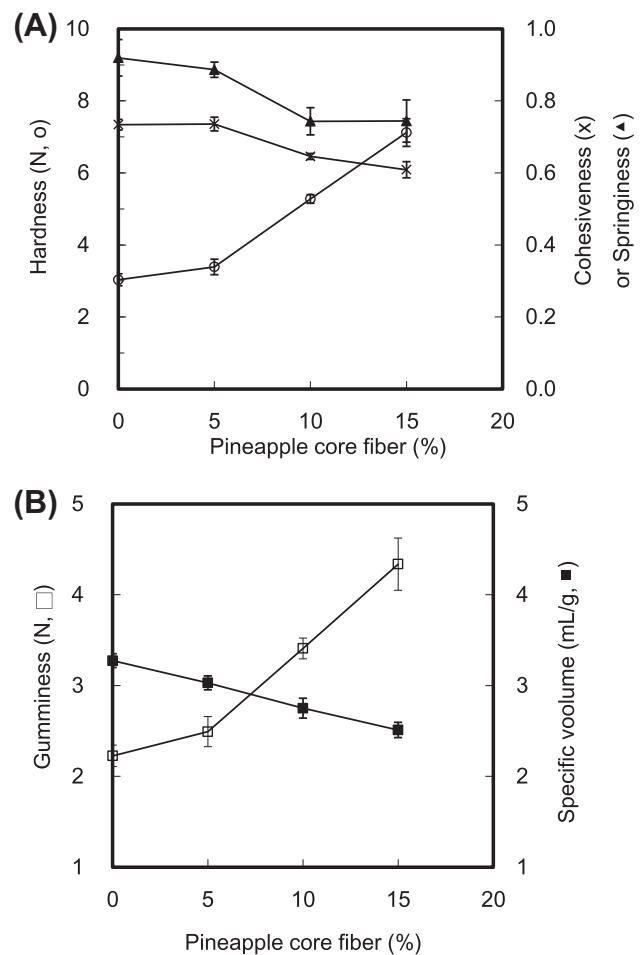 (A)
10
8
6
4
2
0
Hardness (N, o)
1.0
0.8
0.6
0.4
0.2
0.0
Cohesiveness (x)
or Springiness (▲)
0 5 10 15 20
Pineapple core fiber (%)
(B)
5
4
3
2
1
Gumminess (N, □)
5
4
3
2
1
Specific voolume (mL/g, ■)
0 5 10 15 20
Pineapple core fiber (%)